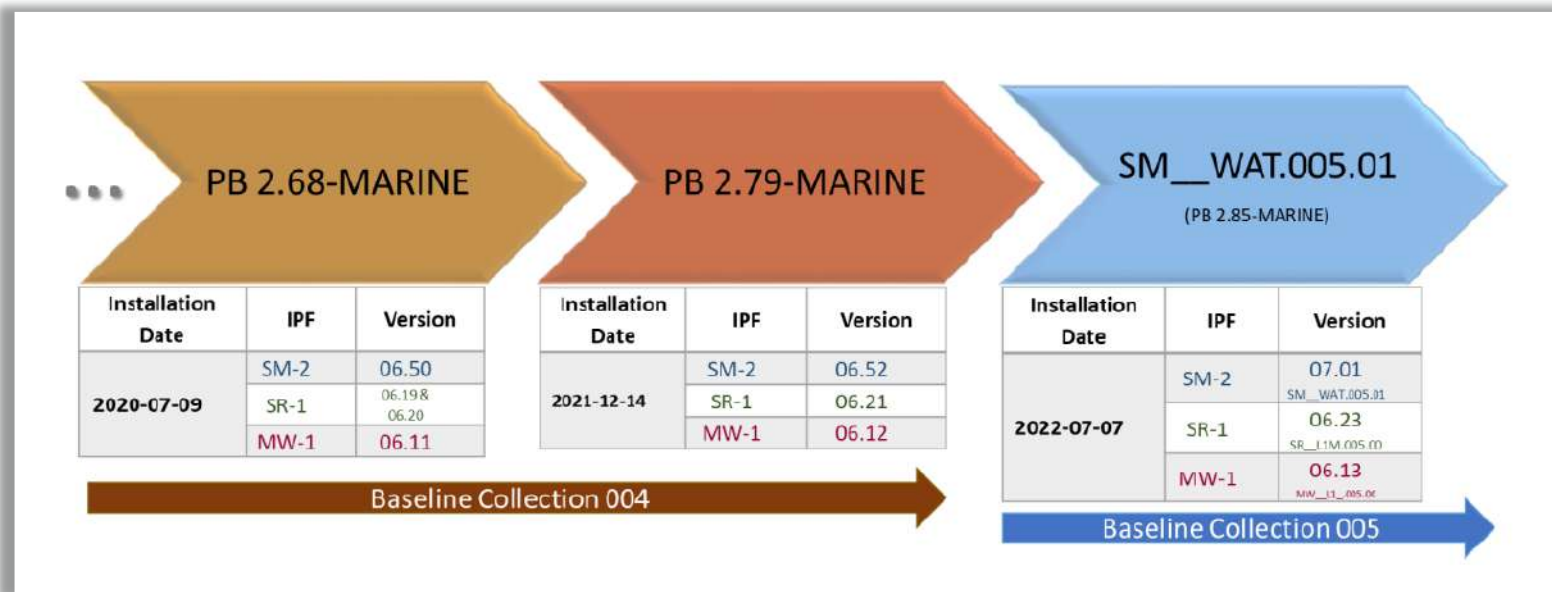 ...
PB 2.68-MARINE
PB 2.79-MARINE
SM__WAT.005.01
(PB 2.85-MARINE)
Installation Date
IPF
Version
2020-07-09
SM-2
06.50
SR-1
06.19 &
06.20
MW-1
06.11
Installation Date
IPF
Version
2021-12-14
SM-2
06.52
SR-1
06.21
MW-1
06.12
Installation Date
IPF
Version
2022-07-07
SM-2
07.01
SM__WAT.005.01
SR-1
06.23
SR__L1M.005.00
MW-1
06.13
Baseline Collection 004
Baseline Collection 005